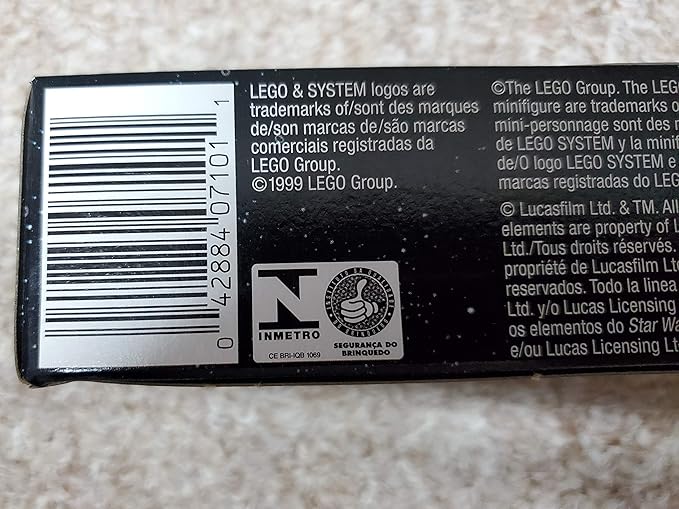 0 42884 07101 1
LEGO & SYSTEM logos are
trademarks of/sont des marques
de/son marcas de/são marcas
comerciais registradas da
LEGO Group.
©1999 LEGO Group.
N
INMETRO
CE BRI-IQB 1069
SEGURANÇA DO
BRINQUEDO
©The LEGO Group. The LEG
minifigure are trademarks o
mini-personnage sont des
de LEGO SYSTEM y la minif
de/O logo LEGO SYSTEM e
marcas registradas do LEG
© Lucasfilm Ltd. & TM. All
elements are property of L
Ltd./Tous droits réservés.
propriété de Lucasfilm Lt
reservados. Todo la linea
Ltd. y/o Lucas Licensing
os elementos do Star Wa
e/ou Lucas Licensing Lt